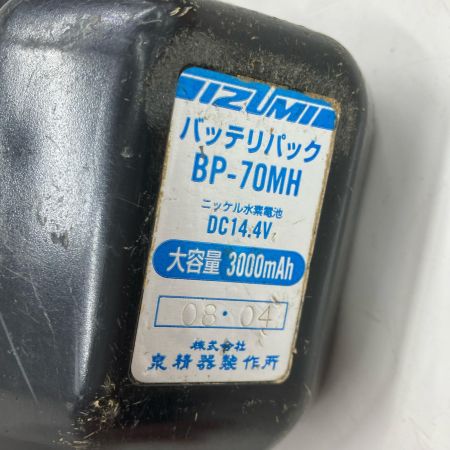 IZUMI
バッテリパック
BP-70MH
ニッケル水素電池
DC14.4V
大容量 3000mAh
08・04
株式会社
泉精器製作所